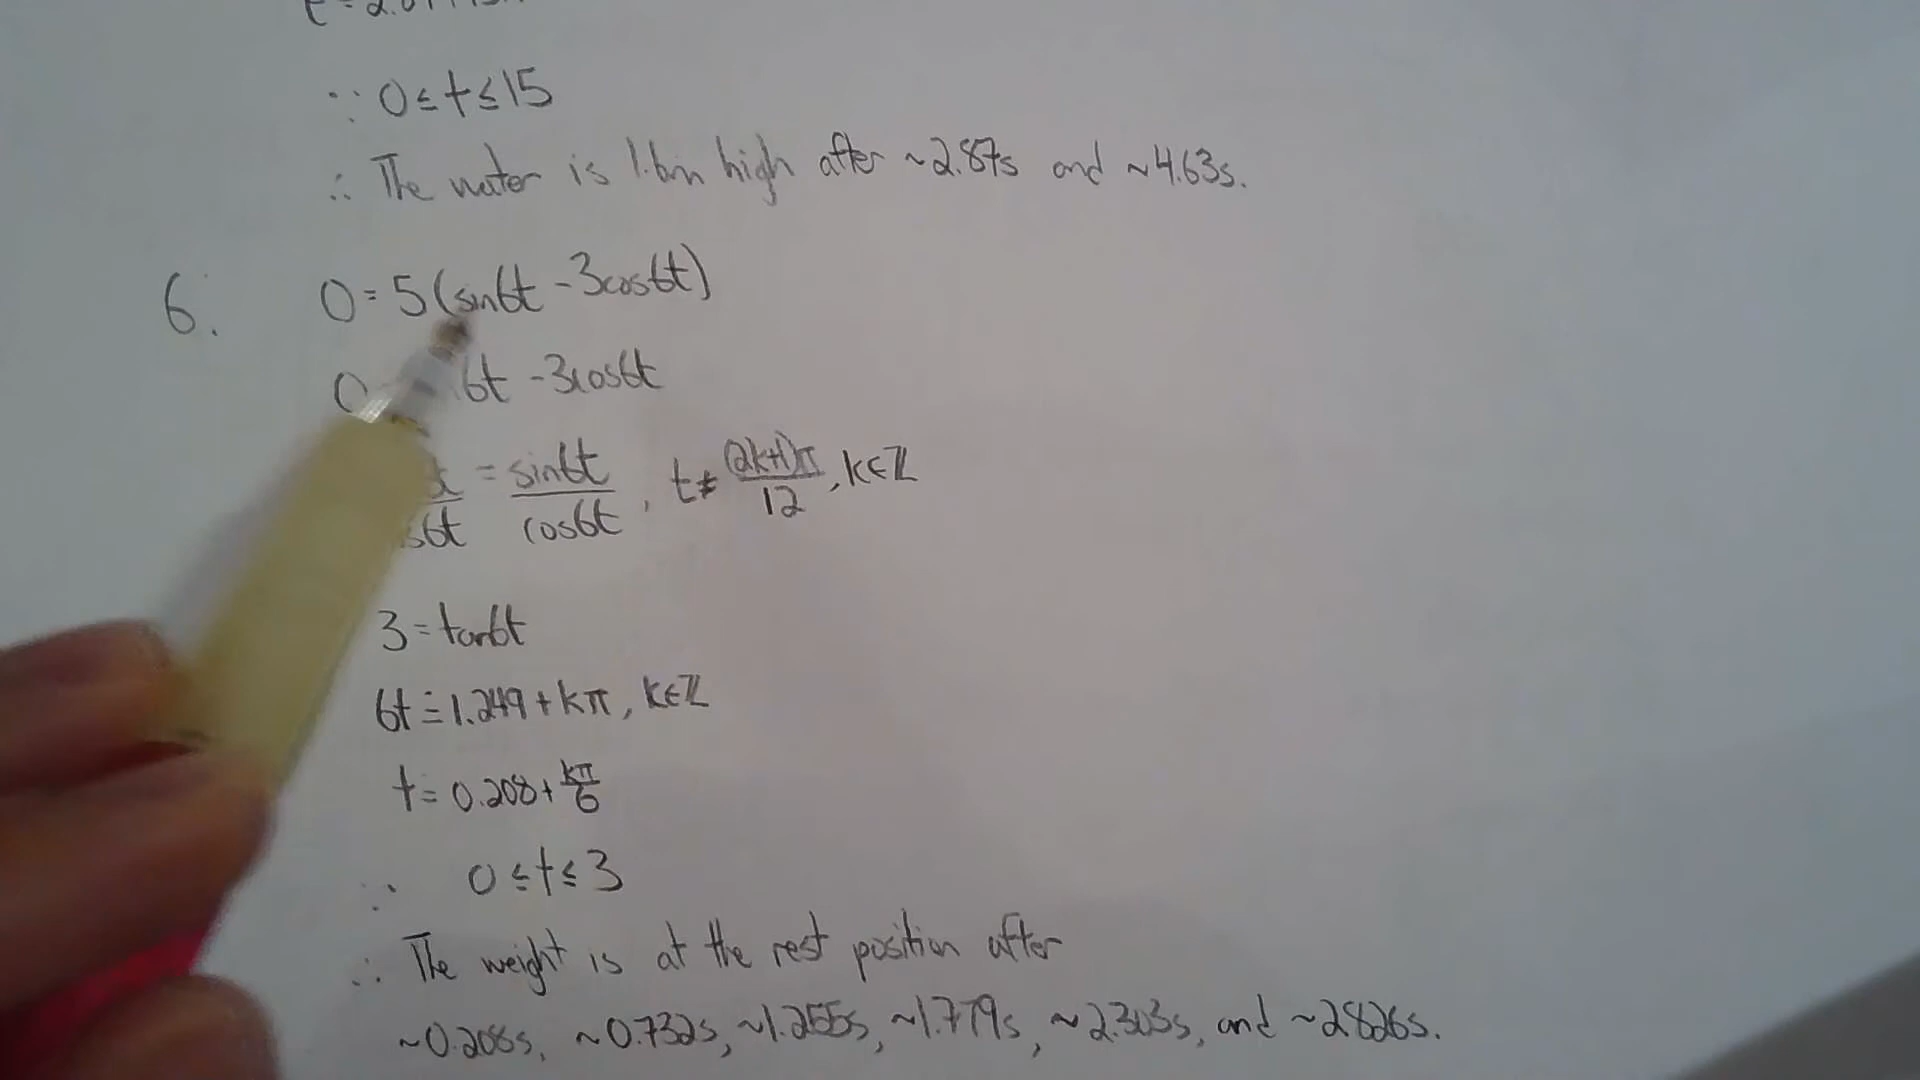 ∵ 0≤t≤15
∴ The water is 1.6m high after ~2.87s and ~4.63s.
6. 0=5(sin6t-3cos6t)
0 6t -3cos6t
6t = sin6t/cos6t, t≠(2k+1)π/12, k∈ℤ
3=tan6t
6t≐1.249+kπ, k∈ℤ
t=0.208+kπ/6
∵ 0≤t≤3
∴ The weight is at the rest position after
~0.208s, ~0.732s, ~1.255s, ~1.779s, ~2.303s, and ~2.826s.